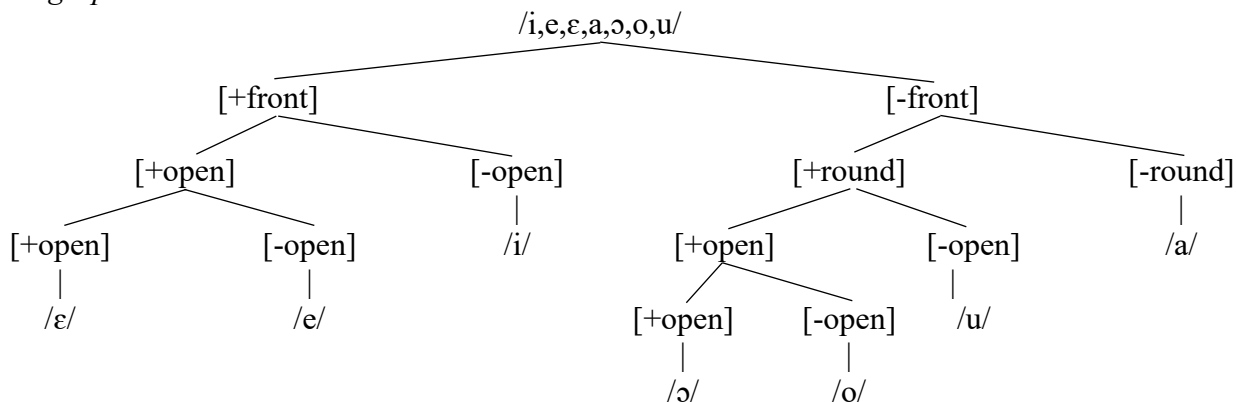 /i,e,ɛ,a,ɔ,o,u/
[+front] [-front]
[+open] [-open] [+round] [-round]
[+open] [-open] /i/ [+open] [-open] /a/
/ɛ/ /e/ [+open] [-open] /u/
/ɔ/ /o/